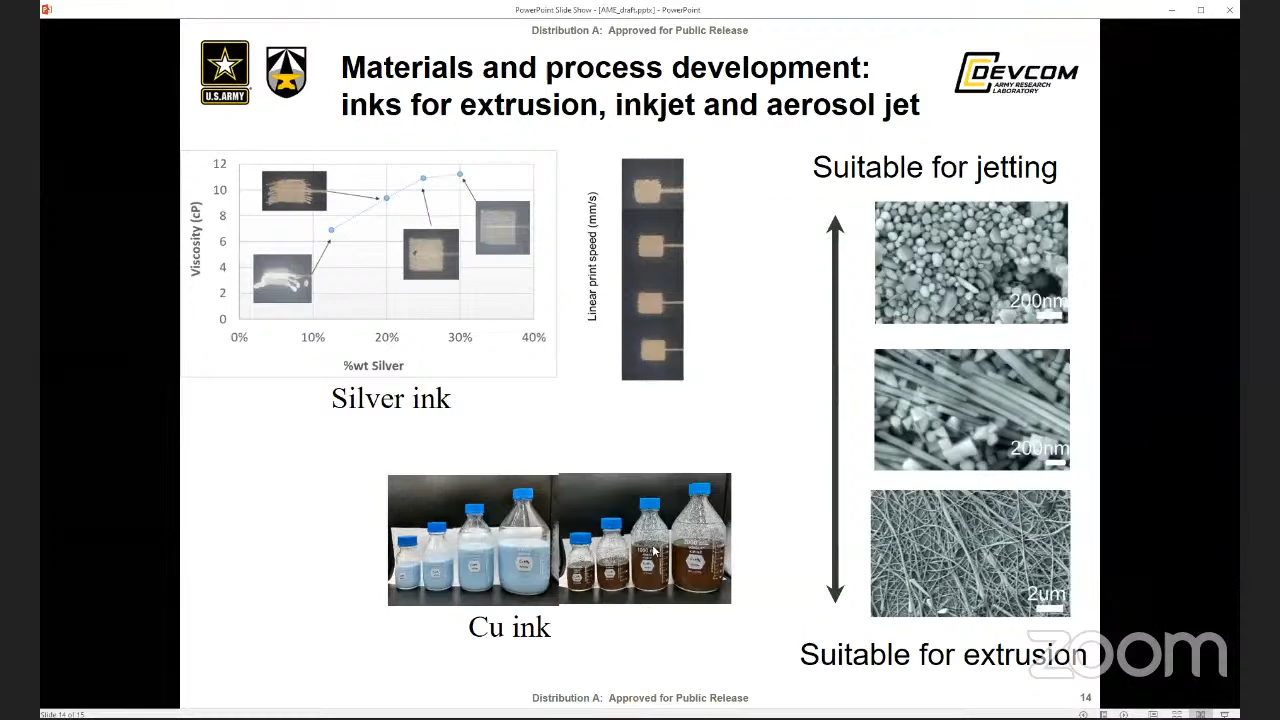 PowerPoint Slide Show - [AME_draft.pptx] - PowerPoint
Distribution A: Approved for Public Release
U.S.ARMY
Materials and process development:
inks for extrusion, inkjet and aerosol jet
DEVCOM
ARMY RESEARCH
LABORATORY
Viscosity (cP)
12
10
8
6
4
2
0
0%
10%
20%
30%
40%
%wt Silver
Silver ink
Linear print speed (mm/s)
Suitable for jetting
200nm
200nm
2um
Suitable for extrusion
Cu ink
zoom
Distribution A: Approved for Public Release
14
Slide 14 of 15